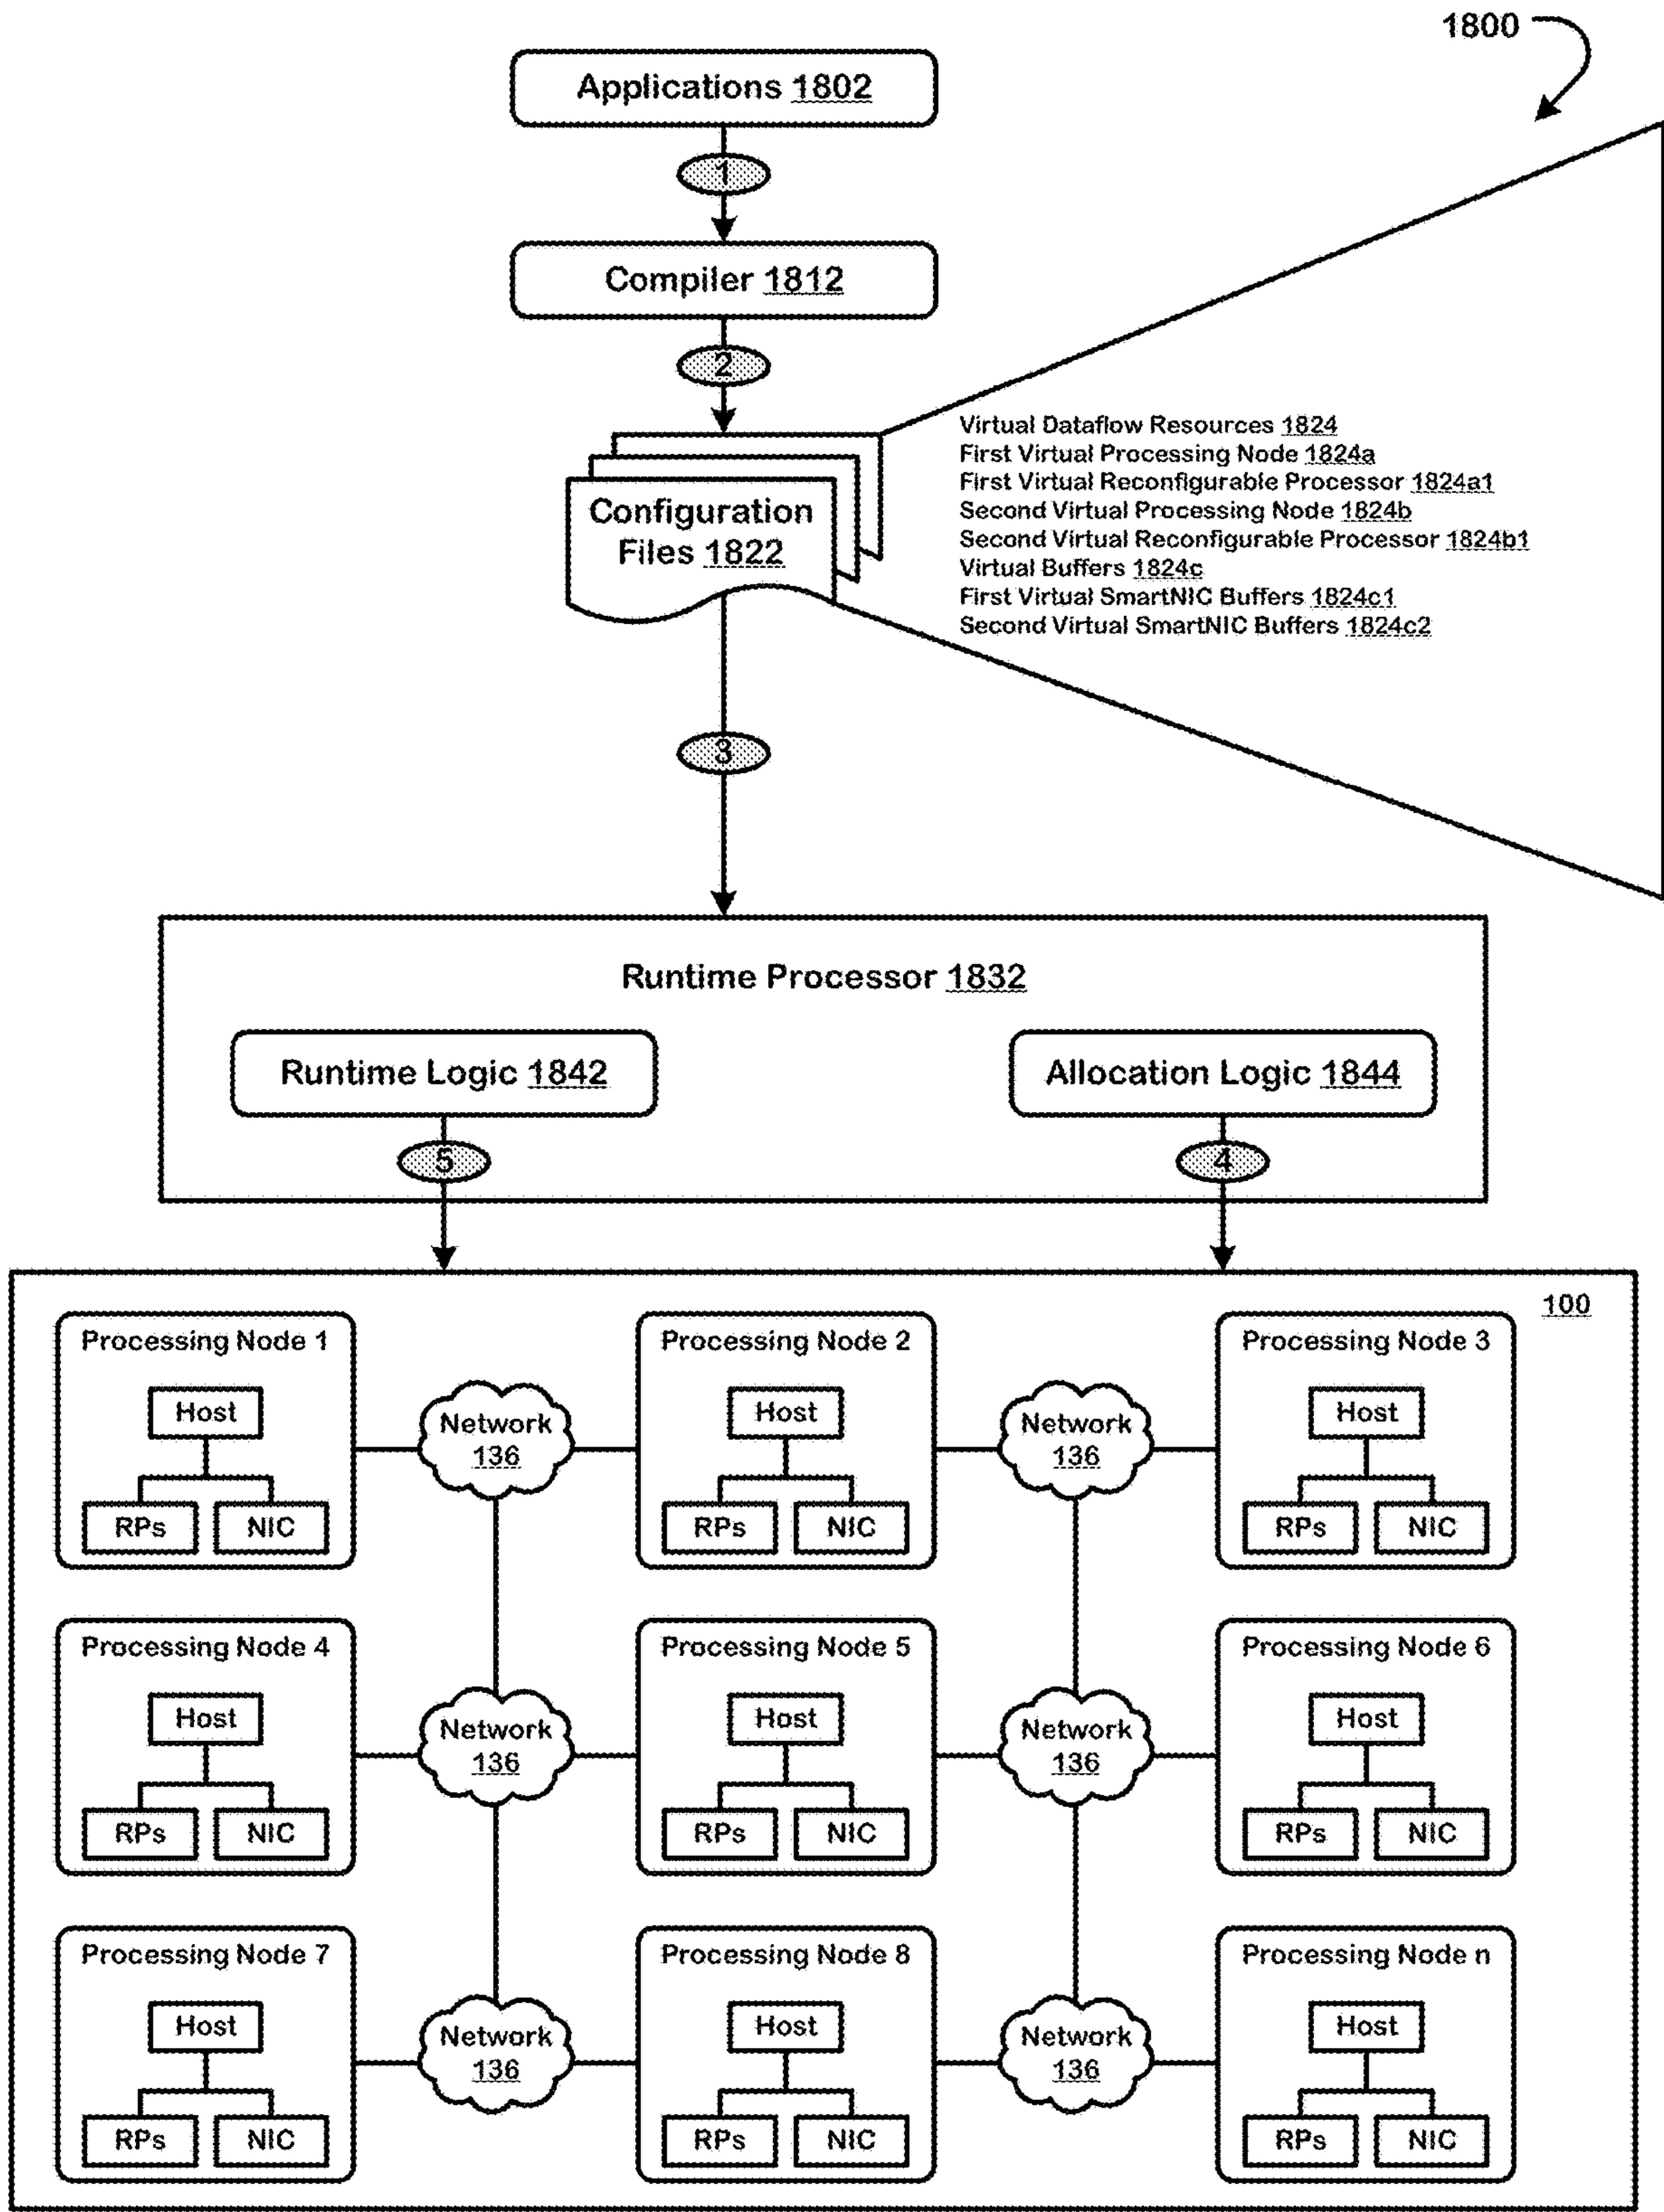 1800
Applications 1802
1
Compiler 1812
2
Configuration
Files 1822
Virtual Dataflow Resources 1824
First Virtual Processing Node 1824a
First Virtual Reconfigurable Processor 1824a1
Second Virtual Processing Node 1824b
Second Virtual Reconfigurable Processor 1824b1
Virtual Buffers 1824c
First Virtual SmartNIC Buffers 1824c1
Second Virtual SmartNIC Buffers 1824c2
3
Runtime Processor 1832
Runtime Logic 1842
Allocation Logic 1844
5
4
100
Processing Node 1
Host
RPs
NIC
Network
136
Processing Node 2
Host
RPs
NIC
Network
136
Processing Node 3
Host
RPs
NIC
Processing Node 4
Host
RPs
NIC
Network
136
Processing Node 5
Host
RPs
NIC
Network
136
Processing Node 6
Host
RPs
NIC
Processing Node 7
Host
RPs
NIC
Network
136
Processing Node 8
Host
RPs
NIC
Network
136
Processing Node n
Host
RPs
NIC